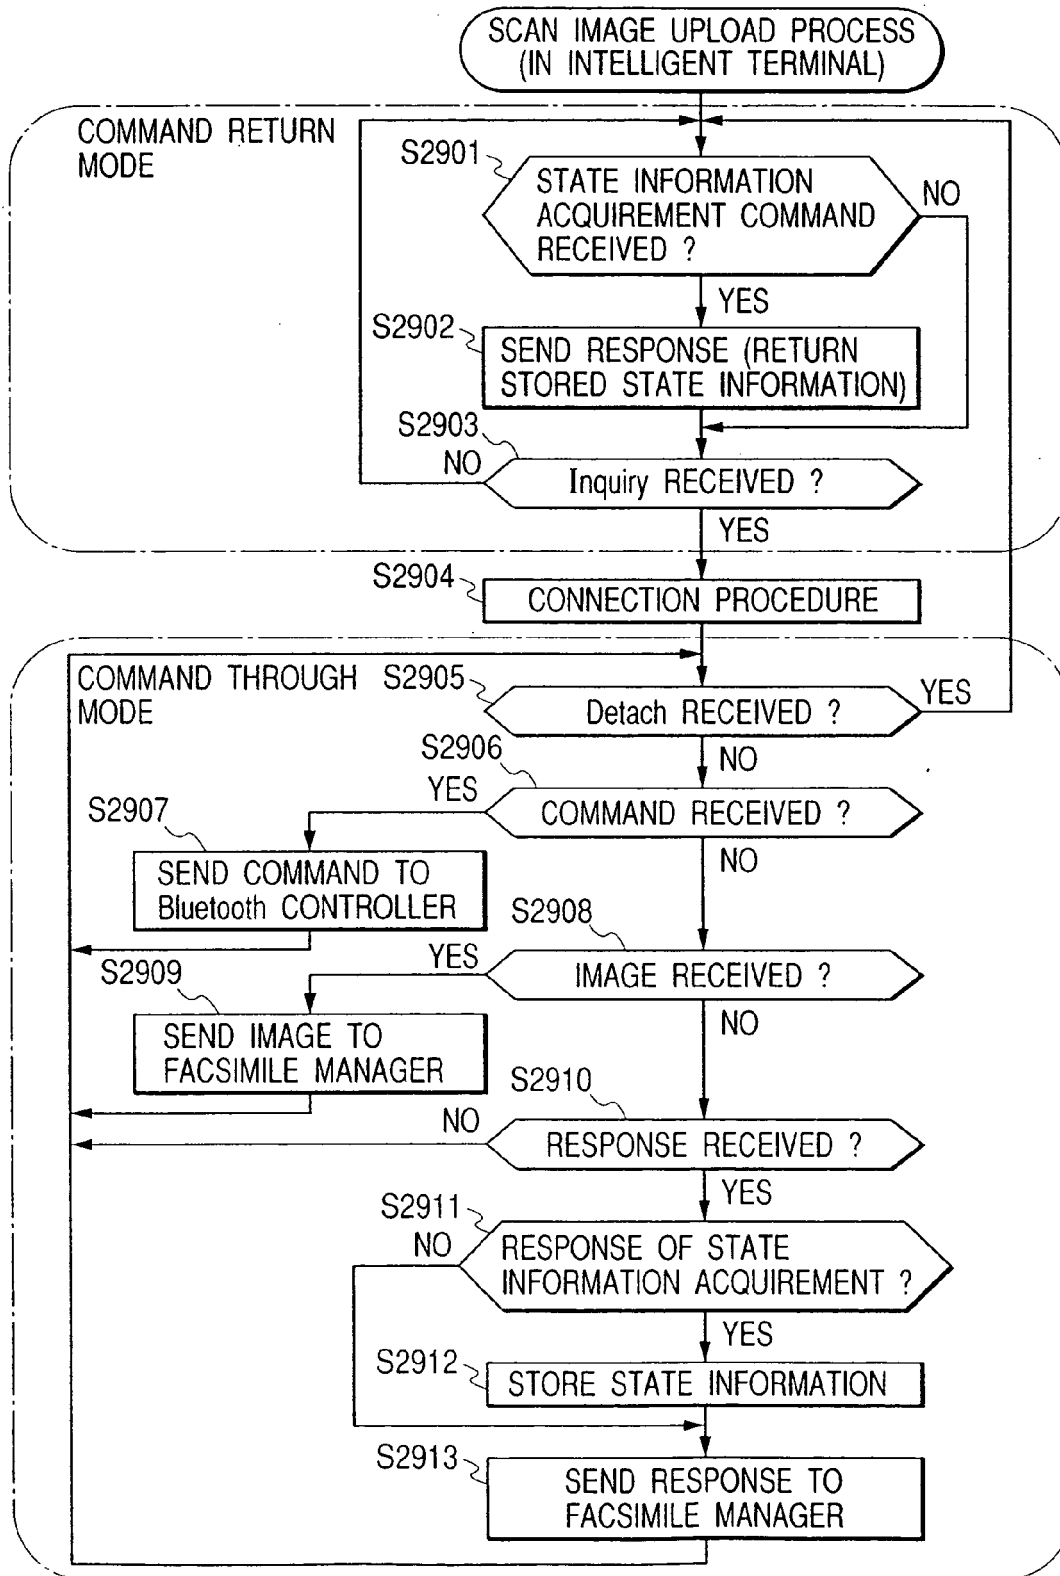 SCAN IMAGE UPLOAD PROCESS
(IN INTELLIGENT TERMINAL)
COMMAND RETURN
MODE
S2901
STATE INFORMATION
ACQUIREMENT COMMAND
RECEIVED ?
NO
YES
S2902
SEND RESPONSE (RETURN
STORED STATE INFORMATION)
S2903
NO
Inquiry RECEIVED ?
YES
S2904
CONNECTION PROCEDURE
COMMAND THROUGH
MODE
S2905
Detach RECEIVED ?
YES
NO
S2906
YES
COMMAND RECEIVED ?
NO
S2907
SEND COMMAND TO
Bluetooth CONTROLLER
S2908
YES
IMAGE RECEIVED ?
NO
S2909
SEND IMAGE TO
FACSIMILE MANAGER
S2910
NO
RESPONSE RECEIVED ?
YES
S2911
NO
RESPONSE OF STATE
INFORMATION ACQUIREMENT ?
YES
S2912
STORE STATE INFORMATION
S2913
SEND RESPONSE TO
FACSIMILE MANAGER